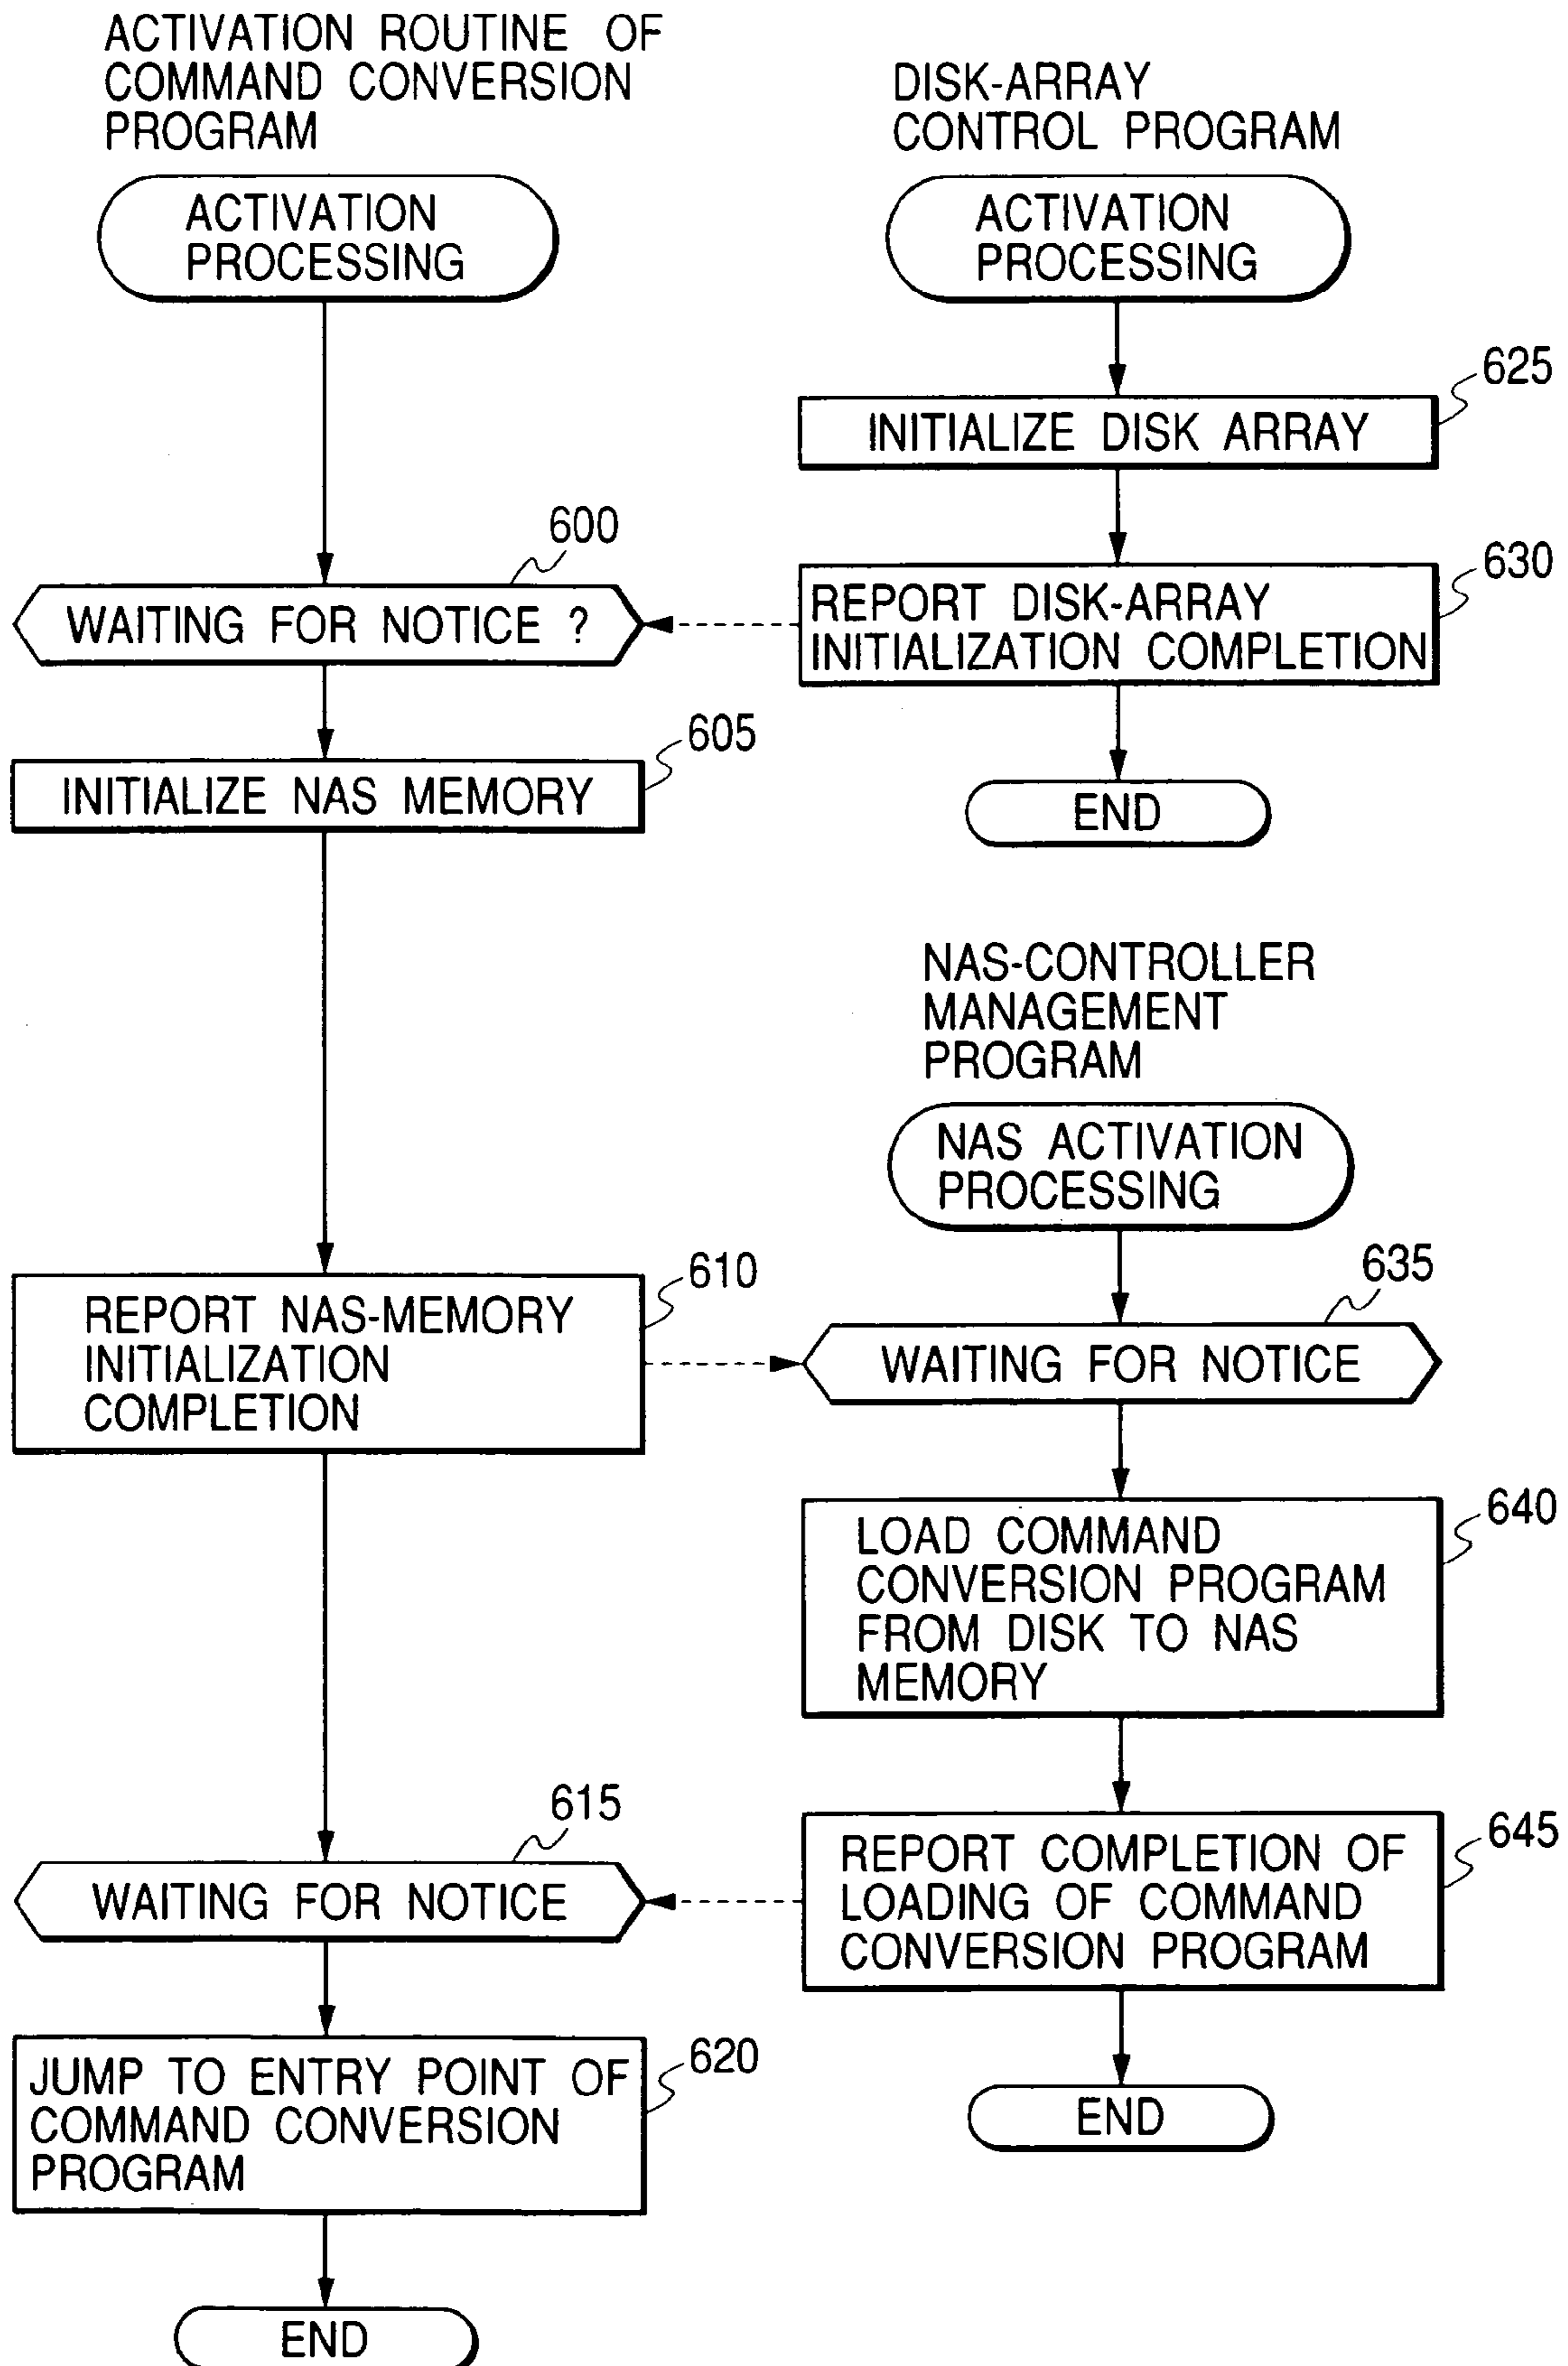 ACTIVATION ROUTINE OF
COMMAND CONVERSION
PROGRAM
ACTIVATION
PROCESSING
600
WAITING FOR NOTICE ?
605
INITIALIZE NAS MEMORY
610
REPORT NAS-MEMORY
INITIALIZATION
COMPLETION
615
WAITING FOR NOTICE
620
JUMP TO ENTRY POINT OF
COMMAND CONVERSION
PROGRAM
END
DISK-ARRAY
CONTROL PROGRAM
ACTIVATION
PROCESSING
625
INITIALIZE DISK ARRAY
630
REPORT DISK-ARRAY
INITIALIZATION COMPLETION
END
NAS-CONTROLLER
MANAGEMENT
PROGRAM
NAS ACTIVATION
PROCESSING
635
WAITING FOR NOTICE
640
LOAD COMMAND
CONVERSION PROGRAM
FROM DISK TO NAS
MEMORY
645
REPORT COMPLETION OF
LOADING OF COMMAND
CONVERSION PROGRAM
END